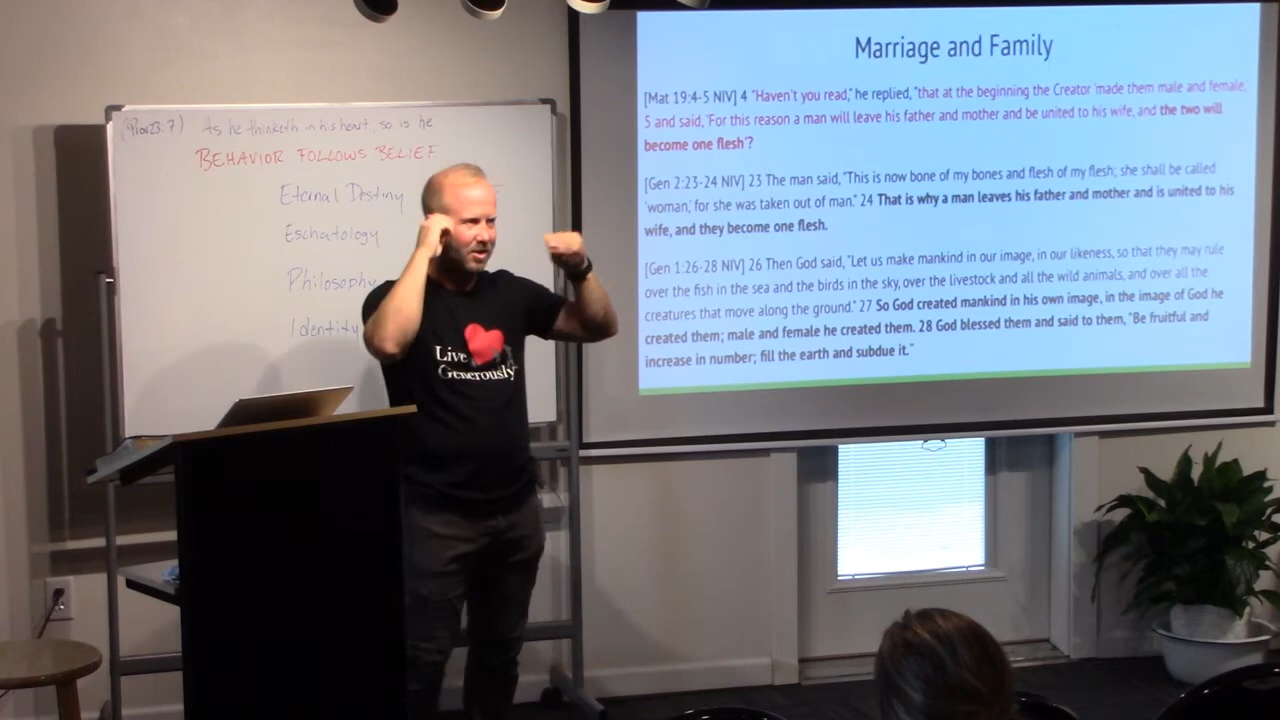 (Prov 23:7) As he thinketh in his heart, so is he
BEHAVIOR FOLLOWS BELIEF
Eternal Destiny
Eschatology
Philosophy
Identity
Live
Generously
Marriage and Family
[Mat 19:4-5 NIV] 4 "Haven't you read," he replied, "that at the beginning the Creator 'made them male and female,'
5 and said, 'For this reason a man will leave his father and mother and be united to his wife, and the two will
become one flesh'?
[Gen 2:23-24 NIV] 23 The man said, "This is now bone of my bones and flesh of my flesh; she shall be called
'woman,' for she was taken out of man." 24 That is why a man leaves his father and mother and is united to his
wife, and they become one flesh.
[Gen 1:26-28 NIV] 26 Then God said, "Let us make mankind in our image, in our likeness, so that they may rule
over the fish in the sea and the birds in the sky, over the livestock and all the wild animals, and over all the
creatures that move along the ground." 27 So God created mankind in his own image, in the image of God he
created them; male and female he created them. 28 God blessed them and said to them, "Be fruitful and
increase in number; fill the earth and subdue it."